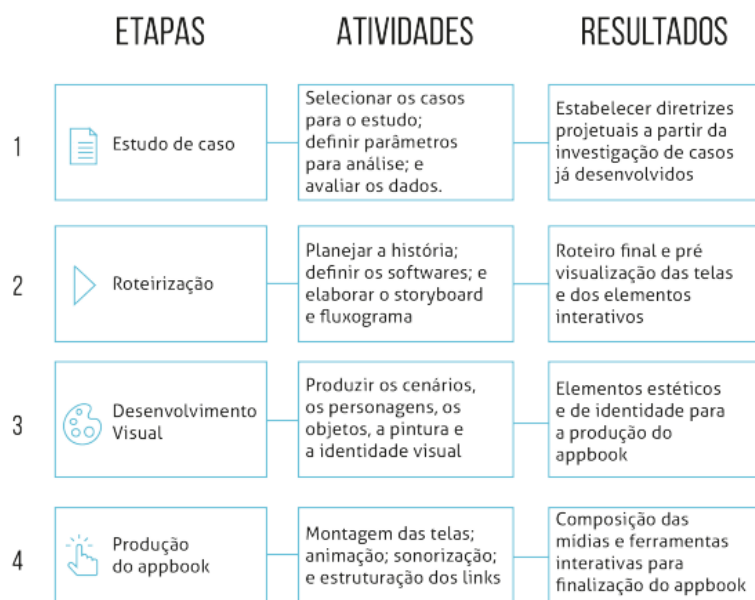 ETAPAS ATIVIDADES RESULTADOS
1
Estudo de caso
Selecionar os casos
para o estudo;
definir parâmetros
para análise; e
avaliar os dados.
Estabelecer diretrizes
projetuais a partir da
investigação de casos
já desenvolvidos
2
Roteirização
Planejar a história;
definir os softwares; e
elaborar o storyboard
e fluxograma
Roteiro final e pré
visualização das telas
e dos elementos
interativos
3
Desenvolvimento
Visual
Produzir os cenários,
os personagens, os
objetos, a pintura e
a identidade visual
Elementos estéticos
e de identidade para
a produção do
appbook
4
Produção
do appbook
Montagem das telas;
animação; sonorização;
e estruturação dos links
Composição das
mídias e ferramentas
interativas para
finalização do appbook